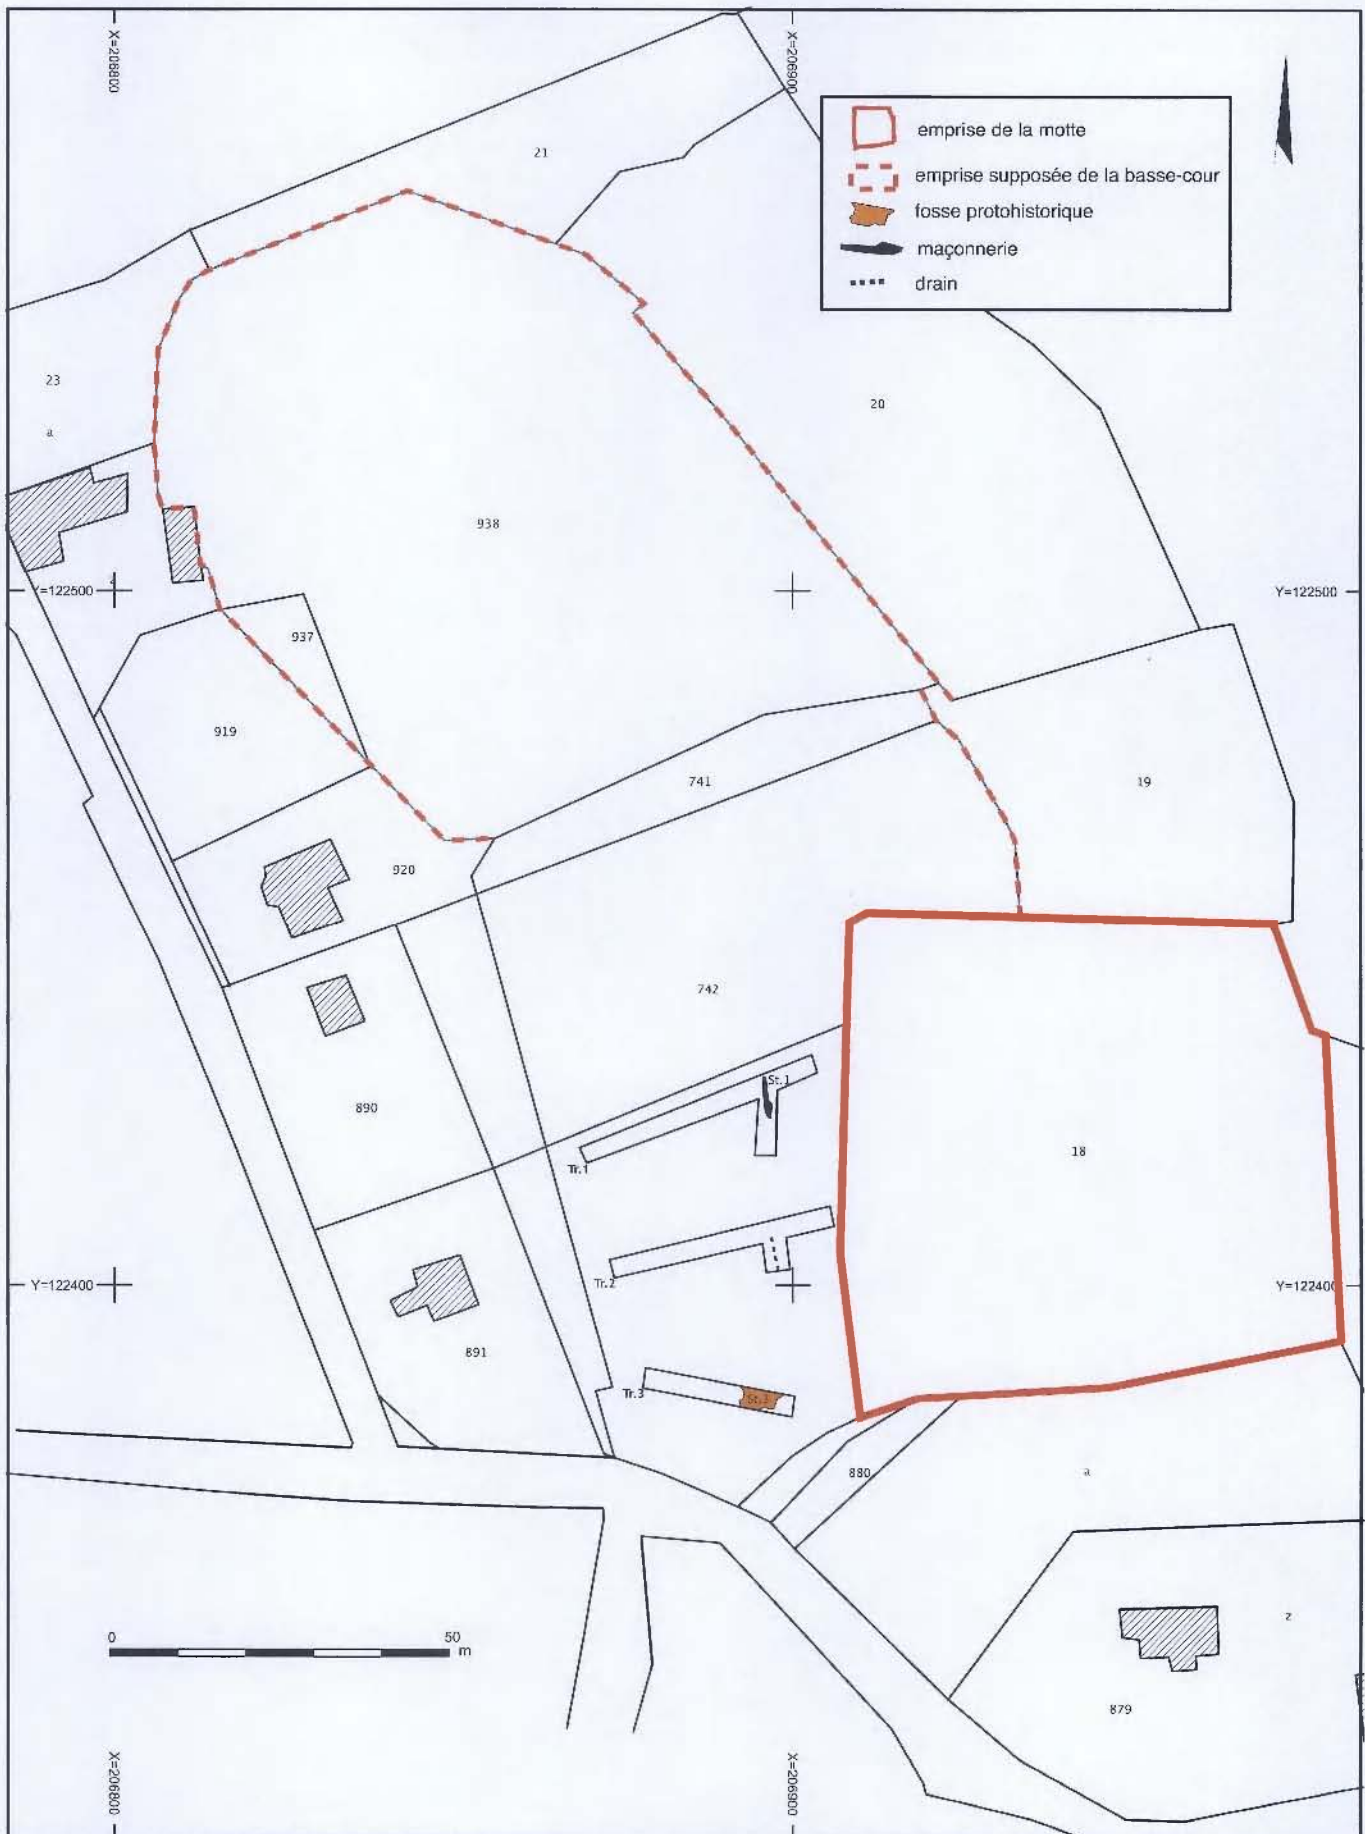 X=206800
X=206900
emprise de la motte
emprise supposée de la basse-cour
fosse protohistorique
maçonnerie
drain
21
23
a
20
938
Y=122500
Y=122500
937
919
741
19
920
742
St.1
890
Tr.1
18
Tr.2
Y=122400
Y=122400
891
Tr.3
880
a
z
0
50
m
879
X=206800
X=206900